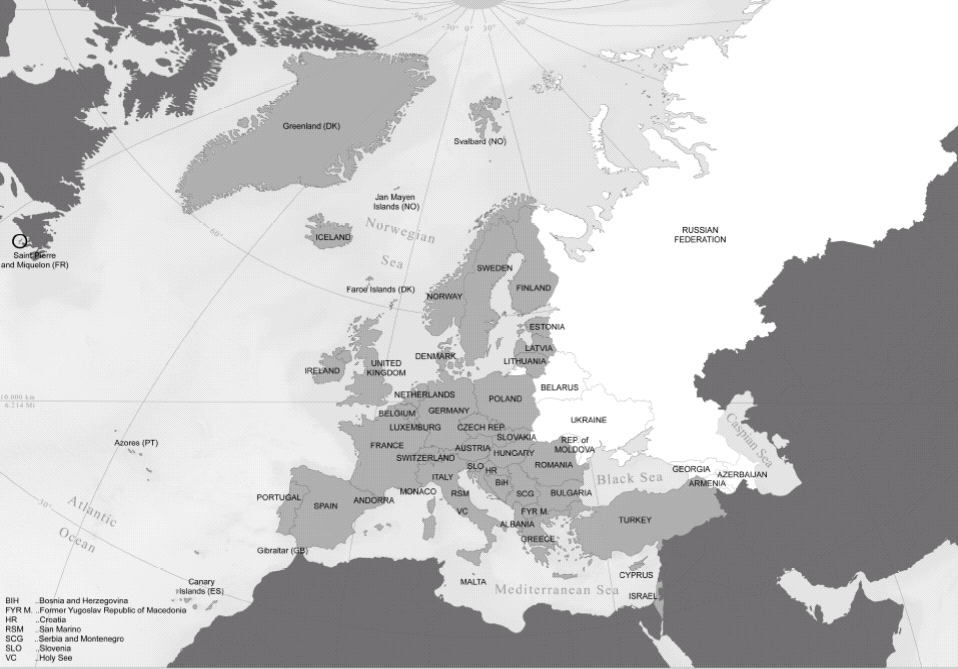 -30° 0° 30°
Greenland (DK)
Svalbard (NO)
Jan Mayen
Islands (NO)
RUSSIAN
FEDERATION
Norwegian
Sea
ICELAND
Saint Pierre
and Miquelon (FR)
SWEDEN
Faroe Islands (DK)
FINLAND
NORWAY
ESTONIA
LATVIA
DENMARK
LITHUANIA
UNITED
KINGDOM
IRELAND
BELARUS
NETHERLANDS
POLAND
10.000 km
6.214 Mi
BELGIUM
GERMANY
UKRAINE
LUXEMBURG
CZECH REP.
Azores (PT)
SLOVAKIA
REP. of
MOLDOVA
FRANCE
AUSTRIA
HUNGARY
Caspian Sea
SWITZERLAND
SLO
HR
ROMANIA
GEORGIA
AZERBAIJAN
ITALY
BiH
Black Sea
ARMENIA
PORTUGAL
SPAIN
ANDORRA
MONACO
RSM
SCG
BULGARIA
Atlantic
Ocean
VC
FYR M.
ALBANIA
TURKEY
GREECE
Gibraltar (GB)
Canary
Islands (ES)
MALTA
Mediterranean Sea
CYPRUS
ISRAEL
BIH ..Bosnia and Herzegovina
FYR M. ..Former Yugoslav Republic of Macedonia
HR ..Croatia
RSM ..San Marino
SCG ..Serbia and Montenegro
SLO ..Slovenia
VC ..Holy See